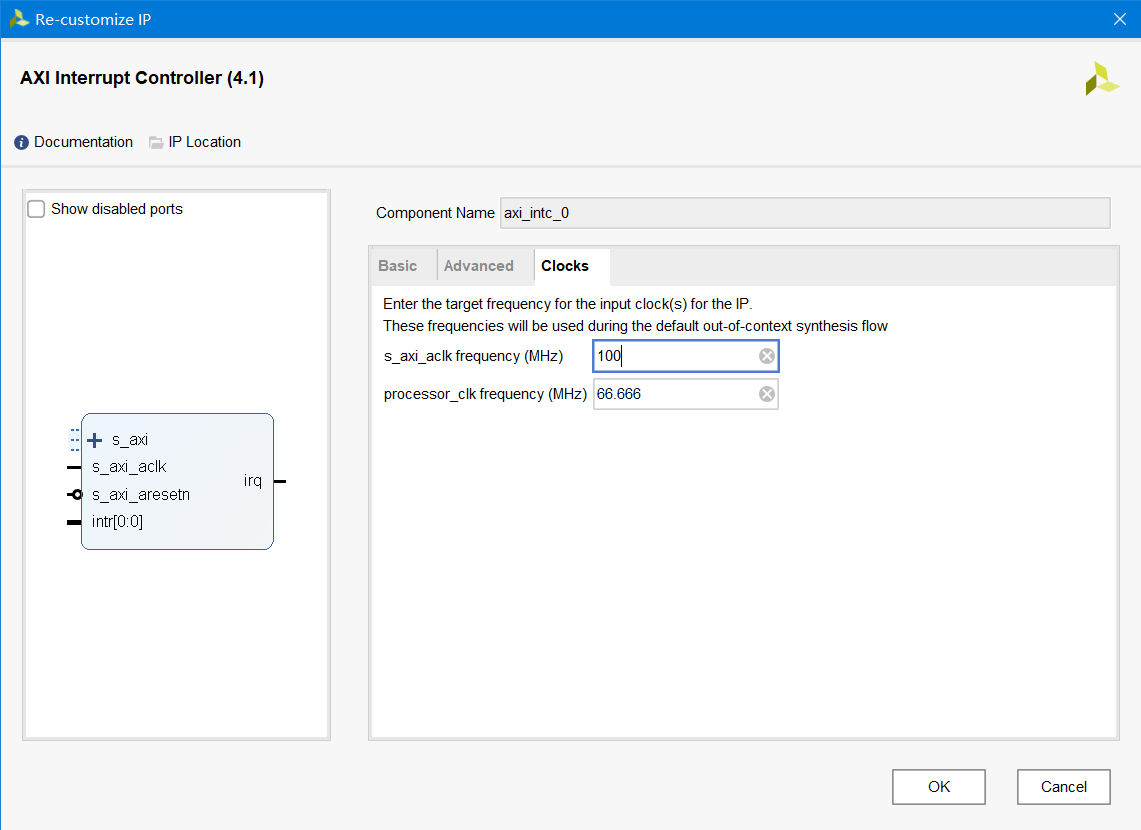 Re-customize IP
AXI Interrupt Controller (4.1)
Documentation IP Location
Show disabled ports
s_axi
s_axi_aclk
s_axi_aresetn
intr[0:0]
irq
Component Name axi_intc_0
Basic Advanced Clocks
Enter the target frequency for the input clock(s) for the IP.
These frequencies will be used during the default out-of-context synthesis flow
s_axi_aclk frequency (MHz) 100
processor_clk frequency (MHz) 66.666
OK Cancel